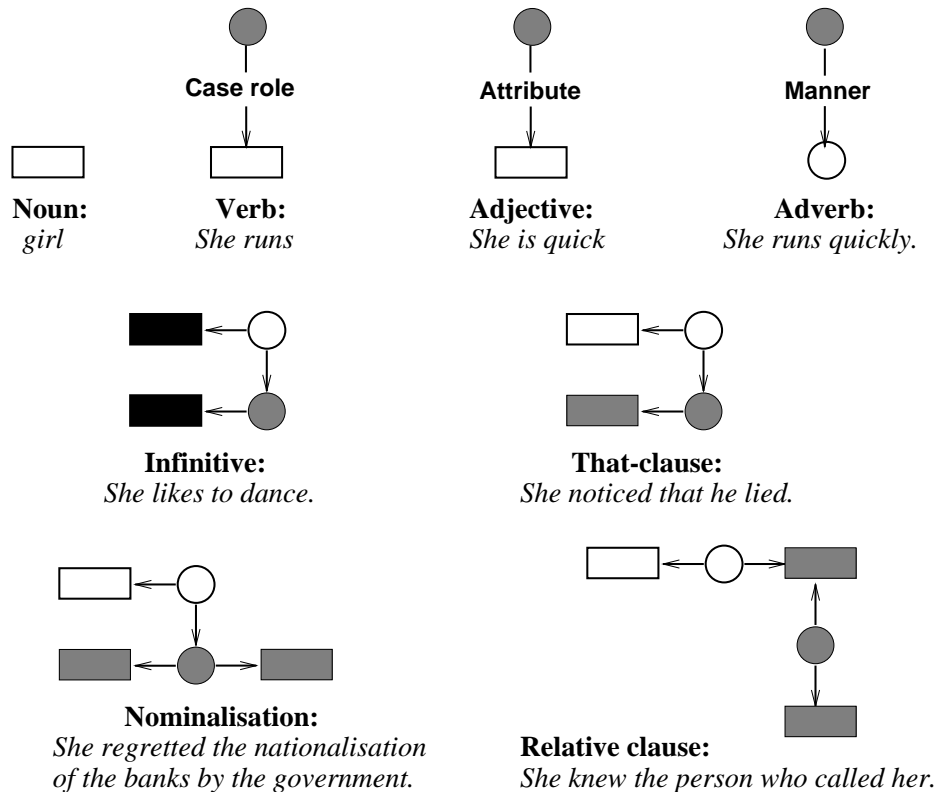 Case role
Attribute
Manner
Noun:
girl
Verb:
She runs
Adjective:
She is quick
Adverb:
She runs quickly.
Infinitive:
She likes to dance.
That-clause:
She noticed that he lied.
Nominalisation:
She regretted the nationalisation
of the banks by the government.
Relative clause:
She knew the person who called her.